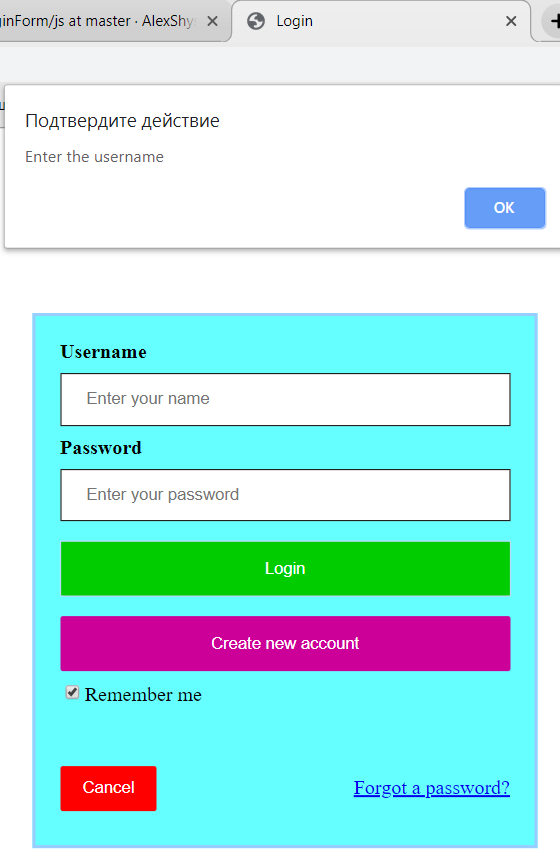 inForm/js at master · AlexShy
Login
Подтвердите действие
Enter the username
OK
Username
Enter your name
Password
Enter your password
Login
Create new account
Remember me
Cancel
Forgot a password?